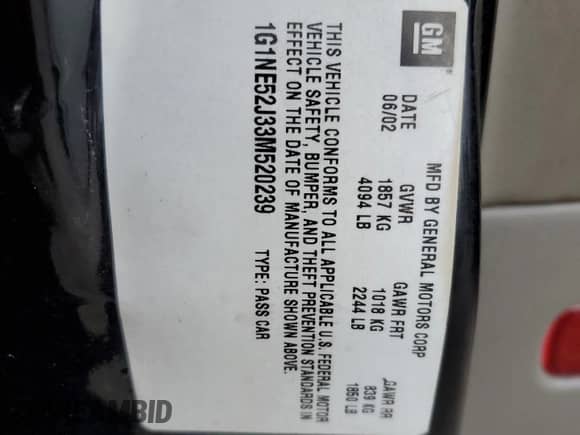 GM
MFD BY GENERAL MOTORS CORP
DATE GVWR GAWR FRT GAWR RR
06/02 1857 KG 1018 KG 839 KG
4094 LB 2244 LB 1850 LB
THIS VEHICLE CONFORMS TO ALL APPLICABLE U.S. FEDERAL MOTOR
VEHICLE SAFETY, BUMPER, AND THEFT PREVENTION STANDARDS IN
EFFECT ON THE DATE OF MANUFACTURE SHOWN ABOVE.
1G1NE52J33M520239 TYPE: PASS CAR